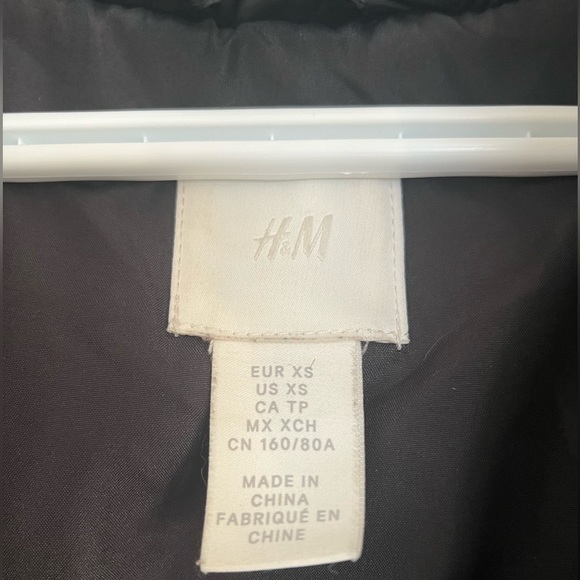 H&M
EUR XS
US XS
CA TP
MX XCH
CN 160/80A
MADE IN
CHINA
FABRIQUÉ EN
CHINE